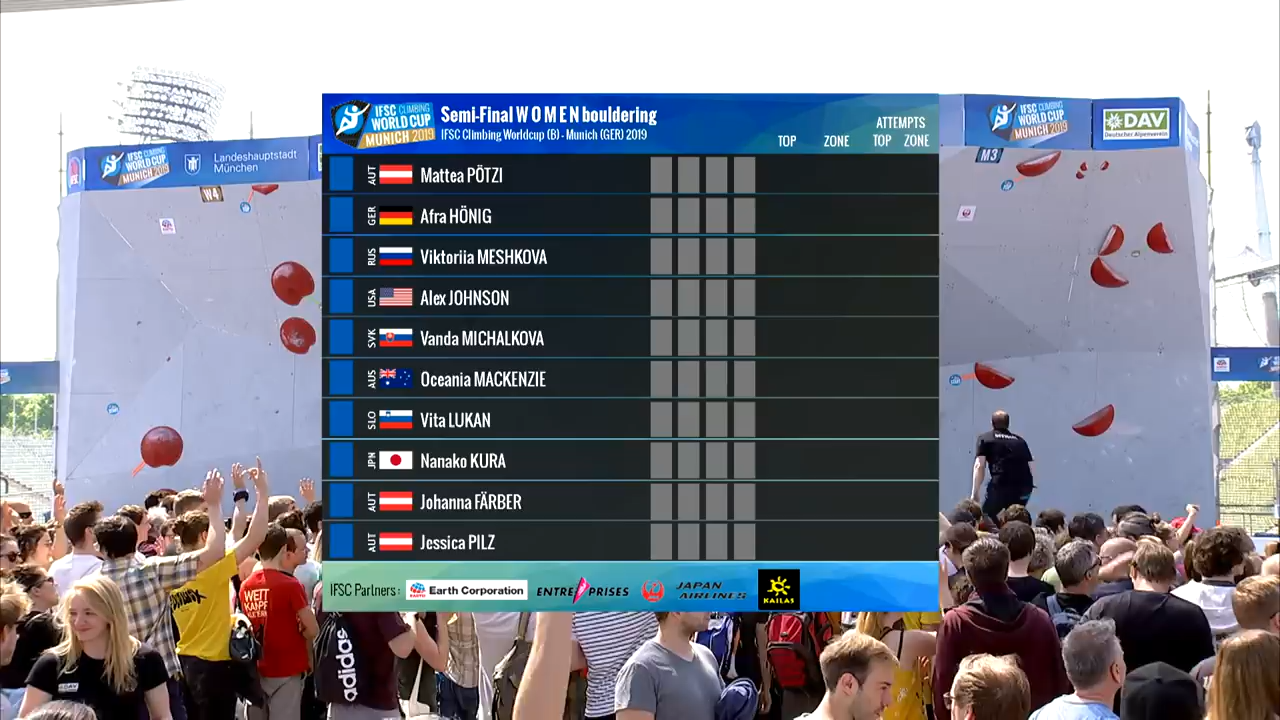 IFSC CLIMBING
WORLD CUP
MUNICH 2019
Semi-Final W O M E N bouldering
IFSC Climbing Worldcup (B) - Munich (GER) 2019
TOP ZONE ATTEMPTS
TOP ZONE
AUT Mattea PÖTZI
GER Afra HÖNIG
RUS Viktoriia MESHKOVA
USA Alex JOHNSON
SVK Vanda MICHALKOVA
AUS Oceania MACKENZIE
SLO Vita LUKAN
JPN Nanako KURA
AUT Johanna FÄRBER
AUT Jessica PILZ
IFSC Partners : Earth Corporation ENTRE PRISES JAPAN AIRLINES KAILAS
IFSC CLIMBING
WORLD CUP
MUNICH 2019
Landeshauptstadt
München
W4
IFSC CLIMBING
WORLD CUP
MUNICH 2019
DAV
Deutscher Alpenverein
M3
WETT
KAMPF
adidas